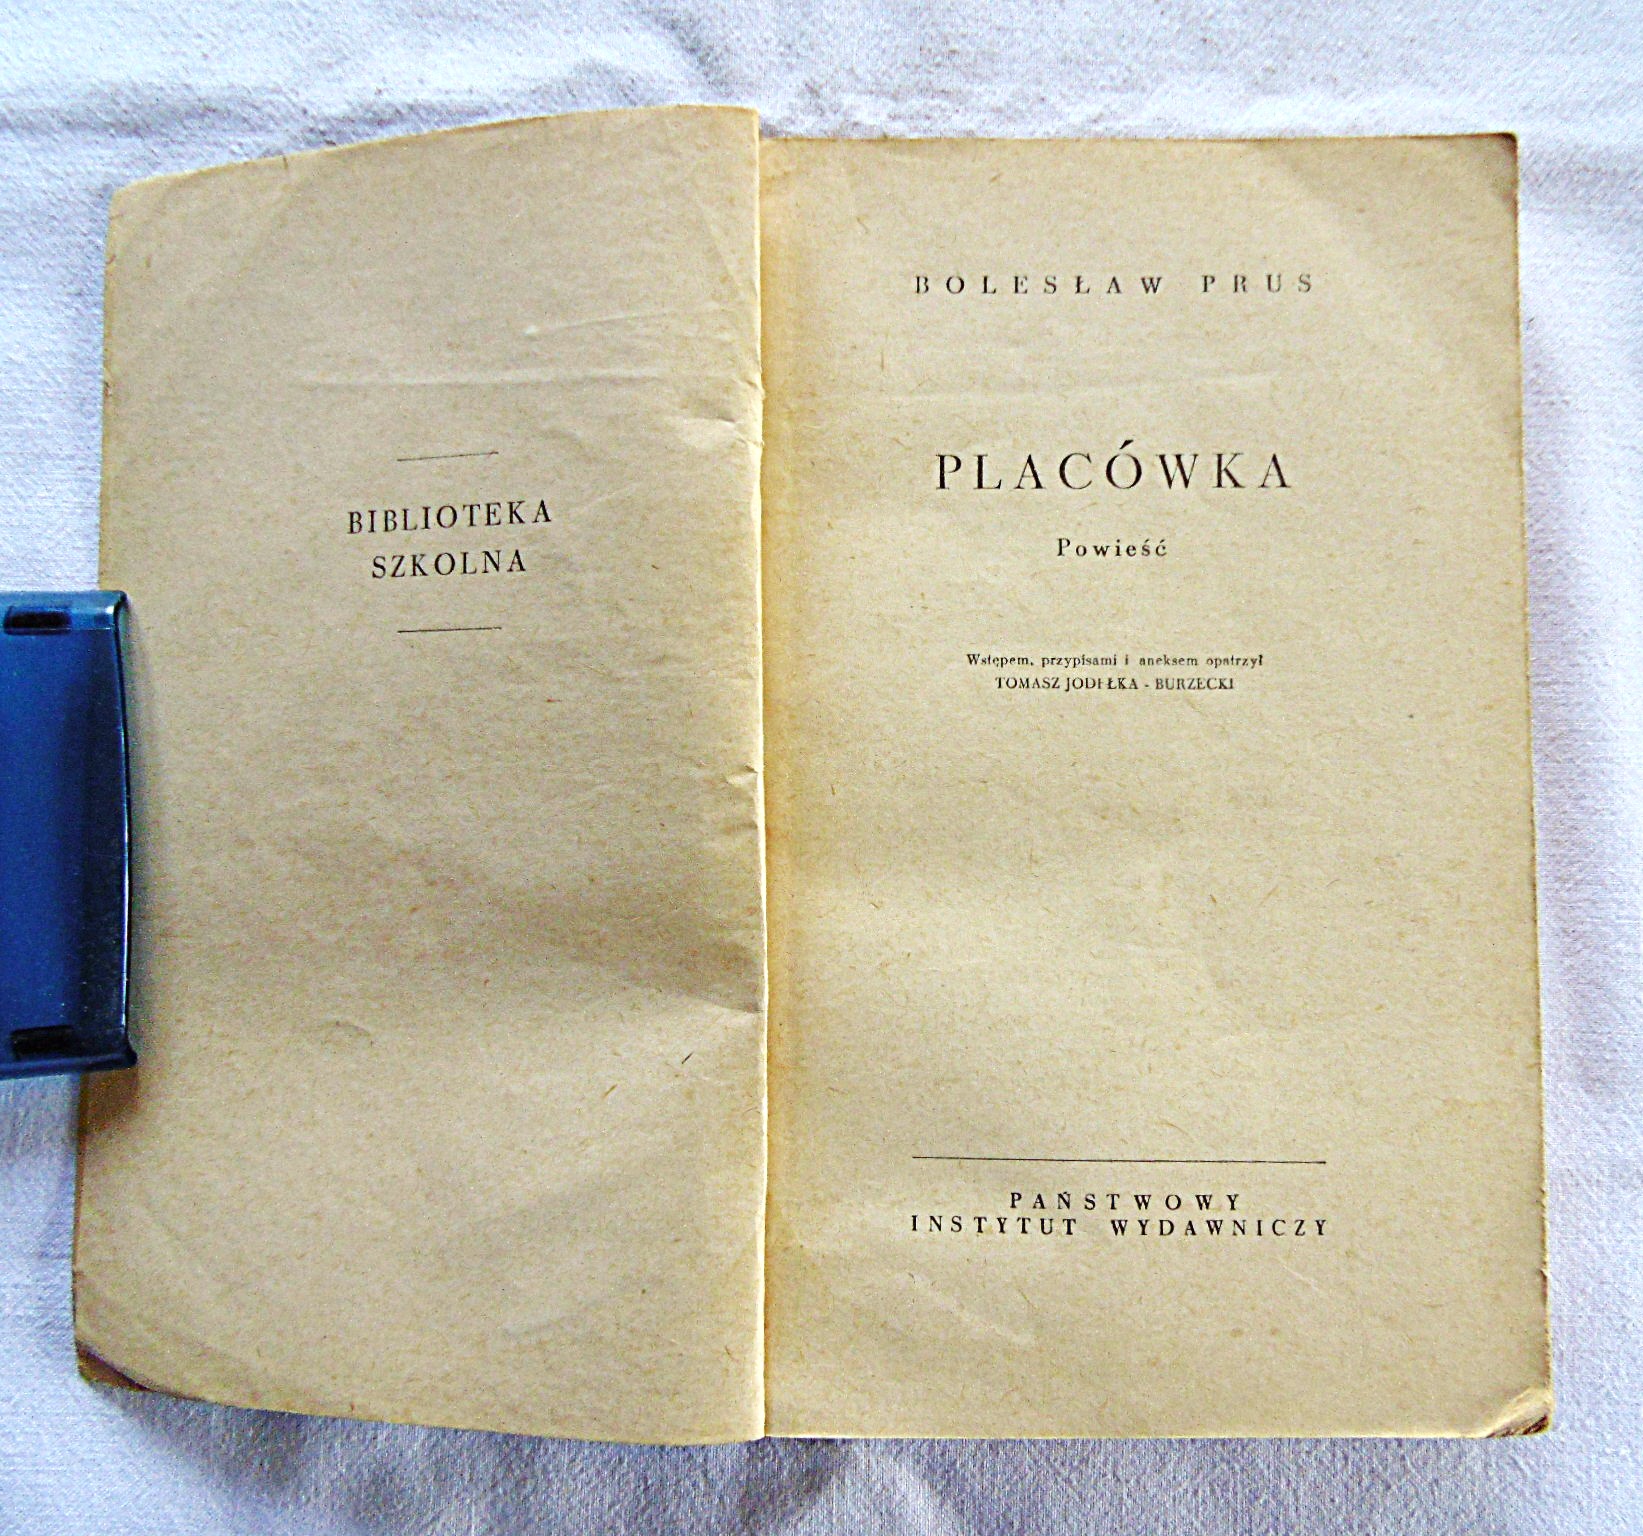 BIBLIOTEKA
SZKOLNA
BOLESŁAW PRUS
PLACÓWKA
Powieść
Wstępem, przypisami i aneksem opatrzył
TOMASZ JODEŁKA - BURZECKI
PAŃSTWOWY
INSTYTUT WYDAWNICZY